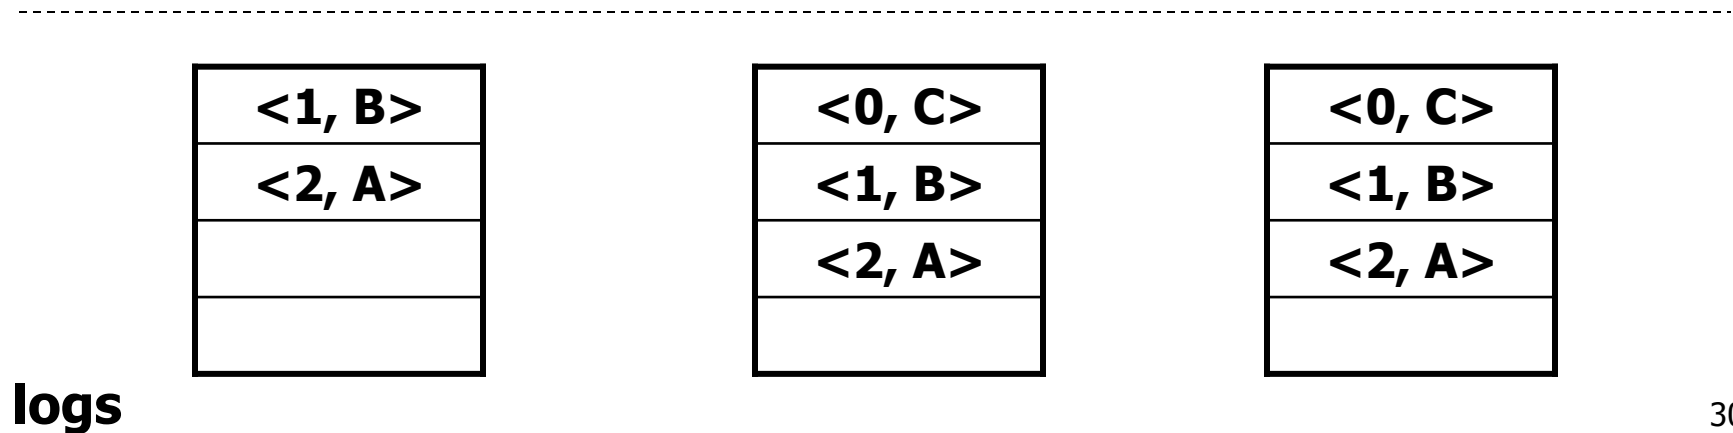 <1, B>
<2, A>
<0, C>
<1, B>
<2, A>
<0, C>
<1, B>
<2, A>
logs